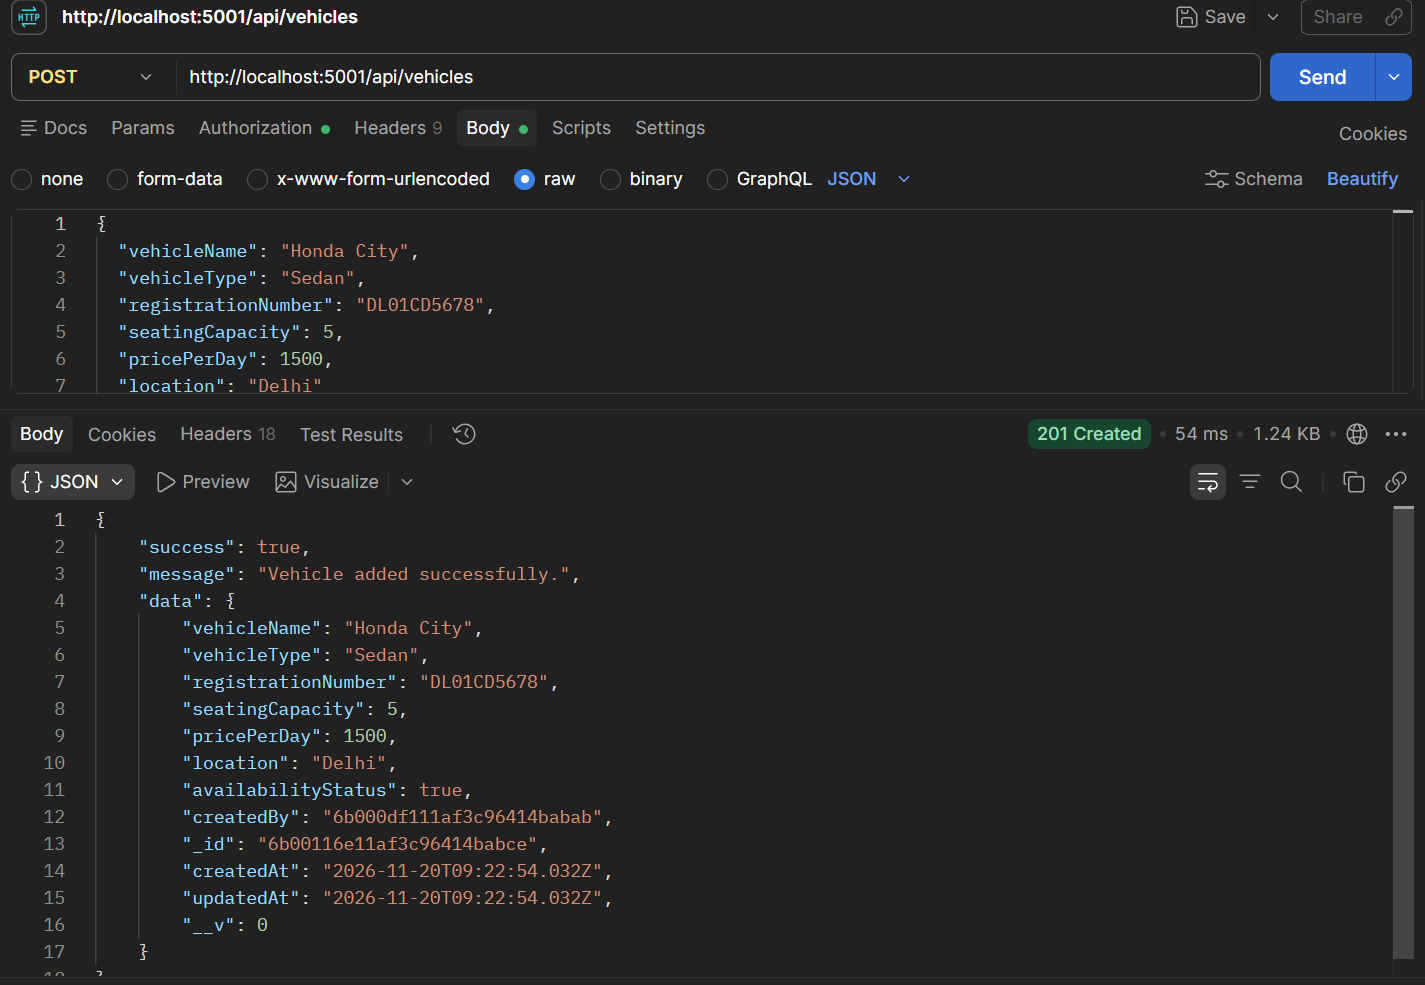 HTTP http://localhost:5001/api/vehicles Save Share
POST http://localhost:5001/api/vehicles Send
Docs Params Authorization Headers 9 Body Scripts Settings Cookies
none form-data x-www-form-urlencoded raw binary GraphQL JSON Schema Beautify
1 {
2 "vehicleName": "Honda City",
3 "vehicleType": "Sedan",
4 "registrationNumber": "DL01CD5678",
5 "seatingCapacity": 5,
6 "pricePerDay": 1500,
7 "location": "Delhi"
Body Cookies Headers 18 Test Results 201 Created • 54 ms • 1.24 KB •
{} JSON Preview Visualize
1 {
2 "success": true,
3 "message": "Vehicle added successfully.",
4 "data": {
5 "vehicleName": "Honda City",
6 "vehicleType": "Sedan",
7 "registrationNumber": "DL01CD5678",
8 "seatingCapacity": 5,
9 "pricePerDay": 1500,
10 "location": "Delhi",
11 "availabilityStatus": true,
12 "createdBy": "6b000df111af3c96414babab",
13 "_id": "6b00116e11af3c96414babce",
14 "createdAt": "2026-11-20T09:22:54.032Z",
15 "updatedAt": "2026-11-20T09:22:54.032Z",
16 "__v": 0
17 }